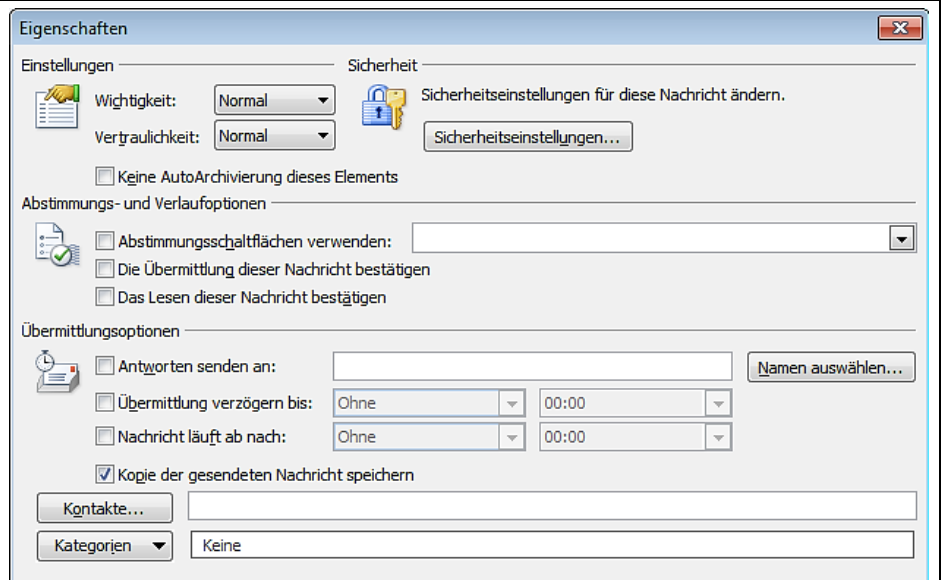 Eigenschaften
Einstellungen
Sicherheit
Wichtigkeit: Normal
Sicherheitseinstellungen für diese Nachricht ändern.
Vertraulichkeit: Normal
Sicherheitseinstellungen...
Keine AutoArchivierung dieses Elements
Abstimmungs- und Verlaufoptionen
Abstimmungsschaltflächen verwenden:
Die Übermittlung dieser Nachricht bestätigen
Das Lesen dieser Nachricht bestätigen
Übermittlungsoptionen
Antworten senden an: Namen auswählen...
Übermittlung verzögern bis: Ohne 00:00
Nachricht läuft ab nach: Ohne 00:00
Kopie der gesendeten Nachricht speichern
Kontakte...
Kategorien Keine